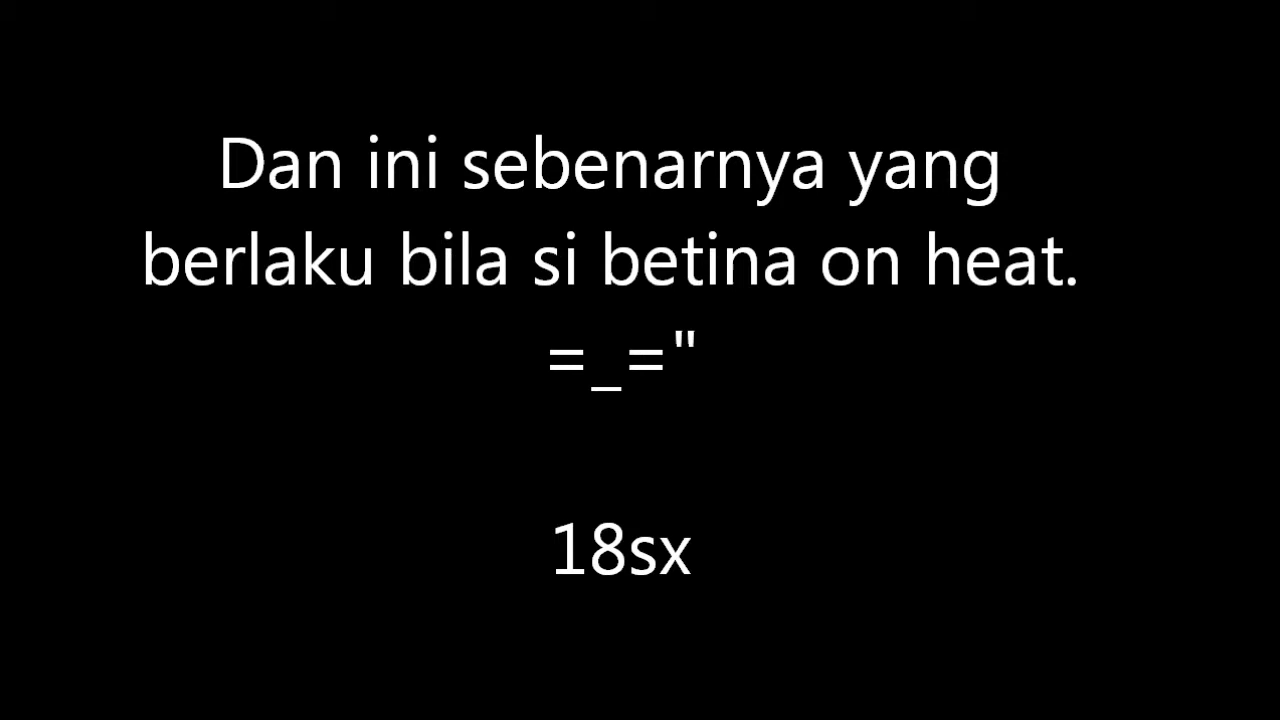 Dan ini sebenarnya yang
berlaku bila si betina on heat.
=_="
18sx